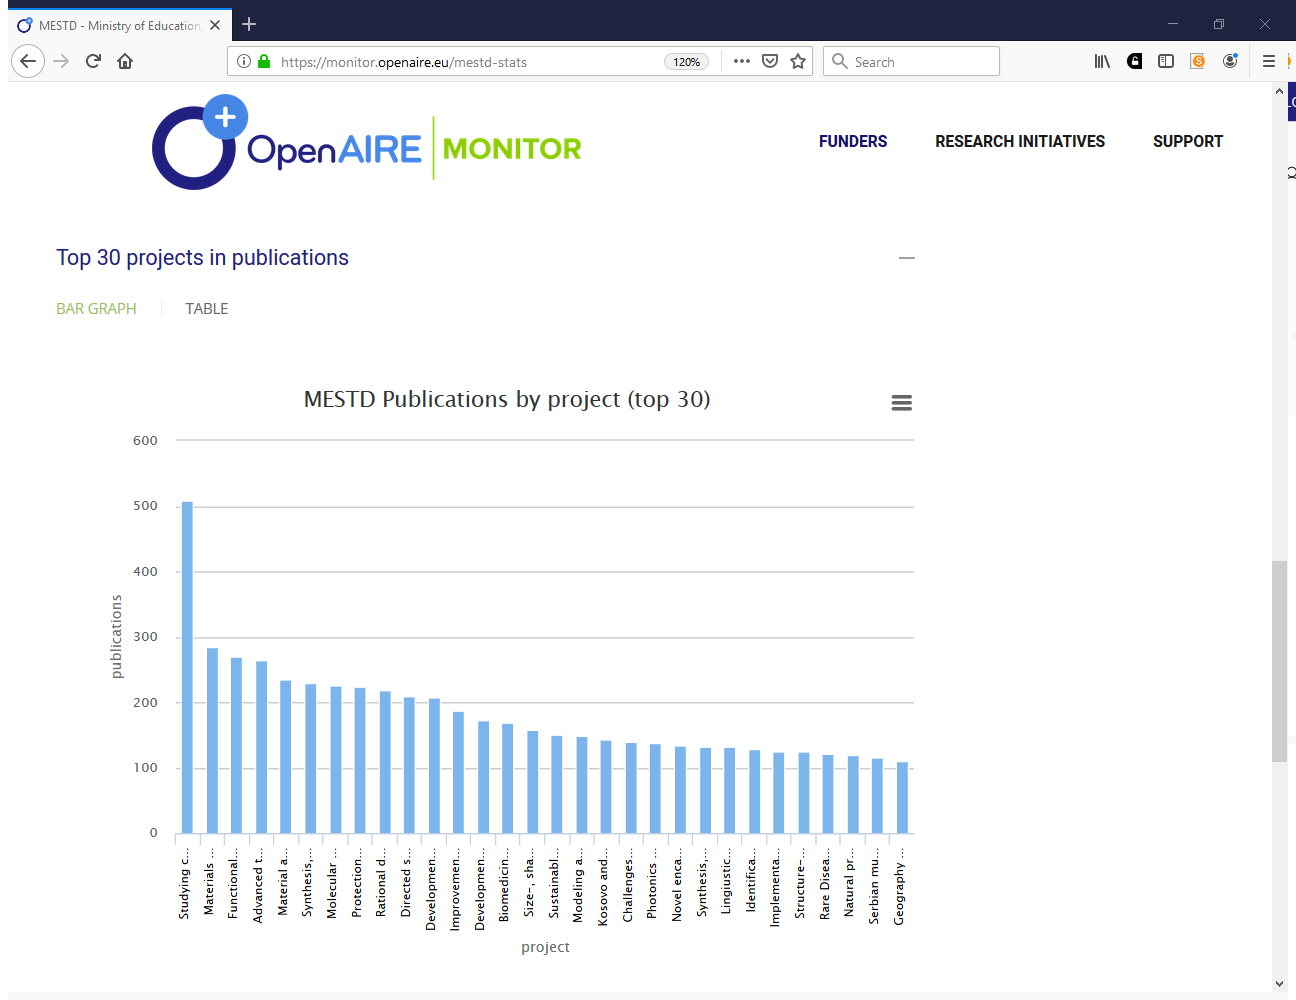 MESTD - Ministry of Education,
https://monitor.openaire.eu/mestd-stats
120%
Search
OpenAIRE MONITOR
FUNDERS
RESEARCH INITIATIVES
SUPPORT
Top 30 projects in publications
BAR GRAPH
TABLE
MESTD Publications by project (top 30)
600
500
400
300
200
100
0
publications
Studying c...
Materials ...
Functional...
Advanced t...
Material a...
Synthesis,...
Molecular ...
Protection...
Rational d...
Directed s...
Developmen...
Improvemen...
Developmen...
Biomedicin...
Size-, sha...
Sustainabl...
Modeling a...
Kosovo and...
Challenges...
Photonics ...
Novel enca...
Synthesis,...
Lingiustic...
Identifica...
Implementa...
Structure-...
Rare Disea...
Natural pr...
Serbian mu...
Geography ...
project